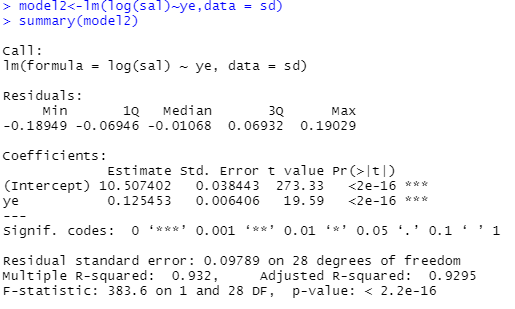 > model2<-lm(log(sal)~ye,data = sd)
> summary(model2)
Call:
lm(formula = log(sal) ~ ye, data = sd)
Residuals:
Min 1Q Median 3Q Max
-0.18949 -0.06946 -0.01068 0.06932 0.19029
Coefficients:
Estimate Std. Error t value Pr(>|t|)
(Intercept) 10.507402 0.038443 273.33 <2e-16 ***
ye 0.125453 0.006406 19.59 <2e-16 ***
---
Signif. codes: 0 ‘***’ 0.001 ‘**’ 0.01 ‘*’ 0.05 ‘.’ 0.1 ‘ ’ 1
Residual standard error: 0.09789 on 28 degrees of freedom
Multiple R-squared: 0.932, Adjusted R-squared: 0.9295
F-statistic: 383.6 on 1 and 28 DF, p-value: < 2.2e-16